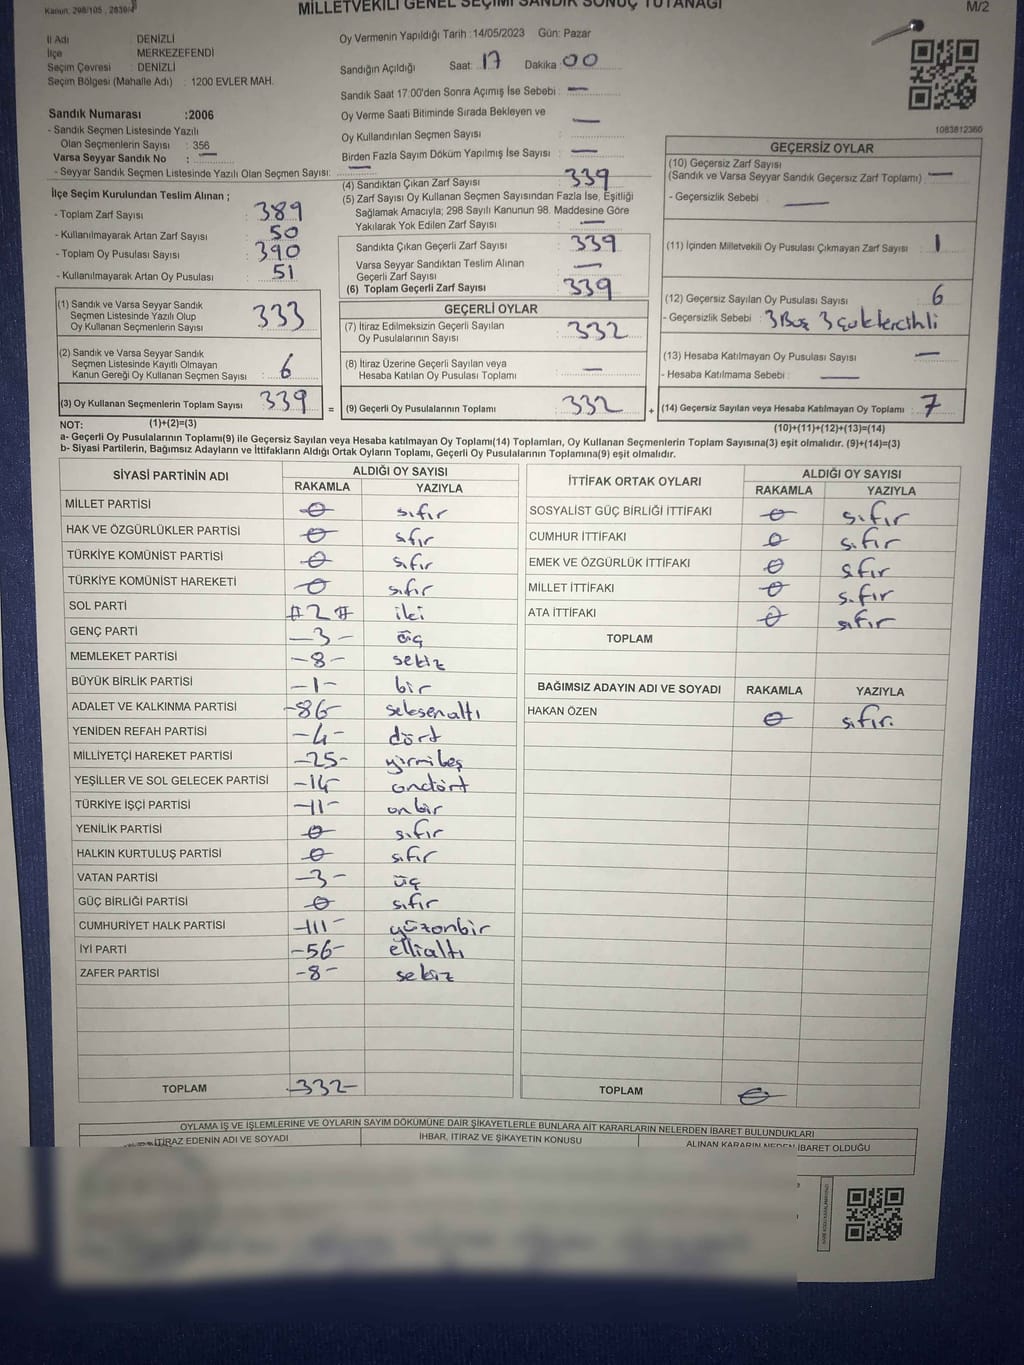 Kanun: 298/105, 2839/
MİLLETVEKİLİ GENEL SEÇİMİ SANDIK SONUÇ TUTANAĞI
M/2
İl Adı : DENİZLİ
İlçe : MERKEZEFENDİ
Seçim Çevresi : DENİZLİ
Seçim Bölgesi (Mahalle Adı) : 1200 EVLER MAH.
Sandık Numarası :2006
- Sandık Seçmen Listesinde Yazılı
Olan Seçmenlerin Sayısı : 356
Varsa Seyyar Sandık No : —
- Seyyar Sandık Seçmen Listesinde Yazılı Olan Seçmen Sayısı: —
Oy Vermenin Yapıldığı Tarih :14/05/2023 Gün: Pazar
Sandığın Açıldığı Saat: 17 Dakika 00
Sandık Saat 17:00'den Sonra Açımış İse Sebebi : —
Oy Verme Saati Bitiminde Sırada Bekleyen ve
Oy Kullandırılan Seçmen Sayısı —
Birden Fazla Sayım Döküm Yapılmış İse Sayısı : —
1083612360
İlçe Seçim Kurulundan Teslim Alınan ;
- Toplam Zarf Sayısı : 389
- Kullanılmayarak Artan Zarf Sayısı : 50
- Toplam Oy Pusulası Sayısı : 390
- Kullanılmayarak Artan Oy Pusulası : 51
(1) Sandık ve Varsa Seyyar Sandık
Seçmen Listesinde Yazılı Olup
Oy Kullanan Seçmenlerin Sayısı : 333
(2) Sandık ve Varsa Seyyar Sandık
Seçmen Listesinde Kayıtlı Olmayan
Kanun Gereği Oy Kullanan Seçmen Sayısı : 6
(3) Oy Kullanan Seçmenlerin Toplam Sayısı : 339
(1)+(2)=(3)
(4) Sandıktan Çıkan Zarf Sayısı : 339
(5) Zarf Sayısı Oy Kullanan Seçmen Sayısından Fazla İse, Eşitliği
Sağlamak Amacıyla; 298 Sayılı Kanunun 98. Maddesine Göre
Yakılarak Yok Edilen Zarf Sayısı : —
Sandıkta Çıkan Geçerli Zarf Sayısı : 339
Varsa Seyyar Sandıktan Teslim Alınan
Geçerli Zarf Sayısı : —
(6) Toplam Geçerli Zarf Sayısı : 339
GEÇERLİ OYLAR
(7) İtiraz Edilmeksizin Geçerli Sayılan
Oy Pusulalarının Sayısı : 332
(8) İtiraz Üzerine Geçerli Sayılan veya
Hesaba Katılan Oy Pusulası Toplamı : —
= (9) Geçerli Oy Pusulalarının Toplamı : 332
GEÇERSİZ OYLAR
(10) Geçersiz Zarf Sayısı
(Sandık ve Varsa Seyyar Sandık Geçersiz Zarf Toplamı) : —
- Geçersizlik Sebebi : —
(11) İçinden Milletvekili Oy Pusulası Çıkmayan Zarf Sayısı : 1
(12) Geçersiz Sayılan Oy Pusulası Sayısı : 6
- Geçersizlik Sebebi : 3 Boş 3 çok tercihli
(13) Hesaba Katılmayan Oy Pusulası Sayısı : —
- Hesaba Katılmama Sebebi : —
+ (14) Geçersiz Sayılan veya Hesaba Katılmayan Oy Toplamı : 7
(10)+(11)+(12)+(13)=(14)
NOT:
a- Geçerli Oy Pusulalarının Toplamı(9) ile Geçersiz Sayılan veya Hesaba katılmayan Oy Toplamı(14) Toplamları, Oy Kullanan Seçmenlerin Toplam Sayısına(3) eşit olmalıdır. (9)+(14)=(3)
b- Siyasi Partilerin, Bağımsız Adayların ve İttifakların Aldığı Ortak Oyların Toplamı, Geçerli Oy Pusulalarının Toplamına(9) eşit olmalıdır.
SİYASİ PARTİNİN ADI ALDIĞI OY SAYISI
RAKAMLA YAZIYLA
MİLLET PARTİSİ 0 sıfır
HAK VE ÖZGÜRLÜKLER PARTİSİ 0 sıfır
TÜRKİYE KOMÜNİST PARTİSİ 0 sıfır
TÜRKİYE KOMÜNİST HAREKETİ 0 sıfır
SOL PARTİ #2# iki
GENÇ PARTİ -3- üç
MEMLEKET PARTİSİ -8- sekiz
BÜYÜK BİRLİK PARTİSİ -1- bir
ADALET VE KALKINMA PARTİSİ -86- seksenaltı
YENİDEN REFAH PARTİSİ -4- dört
MİLLİYETÇİ HAREKET PARTİSİ -25- yirmibeş
YEŞİLLER VE SOL GELECEK PARTİSİ -14- ondört
TÜRKİYE İŞÇİ PARTİSİ -11- onbir
YENİLİK PARTİSİ 0 sıfır
HALKIN KURTULUŞ PARTİSİ 0 sıfır
VATAN PARTİSİ -3- üç
GÜÇ BİRLİĞİ PARTİSİ 0 sıfır
CUMHURİYET HALK PARTİSİ -111- yüzonbir
İYİ PARTİ -56- ellialtı
ZAFER PARTİSİ -8- sekiz
TOPLAM -332-
İTTİFAK ORTAK OYLARI ALDIĞI OY SAYISI
RAKAMLA YAZIYLA
SOSYALİST GÜÇ BİRLİĞİ İTTİFAKI 0 sıfır
CUMHUR İTTİFAKI 0 sıfır
EMEK VE ÖZGÜRLÜK İTTİFAKI 0 sıfır
MİLLET İTTİFAKI 0 sıfır
ATA İTTİFAKI 0 sıfır
TOPLAM
BAĞIMSIZ ADAYIN ADI VE SOYADI RAKAMLA YAZIYLA
HAKAN ÖZEN 0 sıfır.
TOPLAM 0
OYLAMA İŞ VE İŞLEMLERİNE VE OYLARIN SAYIM DÖKÜMÜNE DAİR ŞİKAYETLERLE BUNLARA AİT KARARLARIN NELERDEN İBARET BULUNDUKLARI
İTİRAZ EDENİN ADI VE SOYADI İHBAR, İTİRAZ VE ŞİKAYETİN KONUSU ALINAN KARARIN NEDEN İBARET OLDUĞU